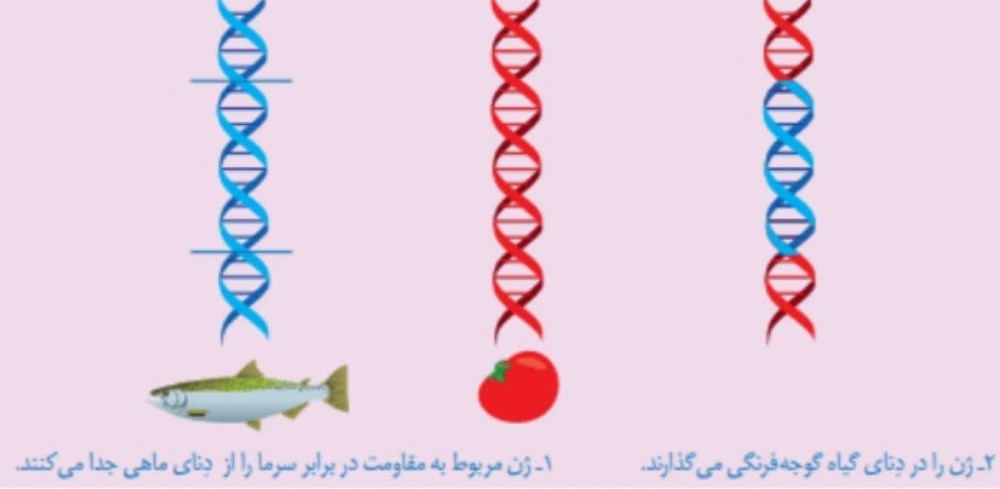 ۱ـ ژن مربوط به مقاومت در برابر سرما را از دِنای ماهی جدا می‌کنند.
۲ـ ژن را در دِنای گیاه گوجه‌فرنگی می‌گذارند.